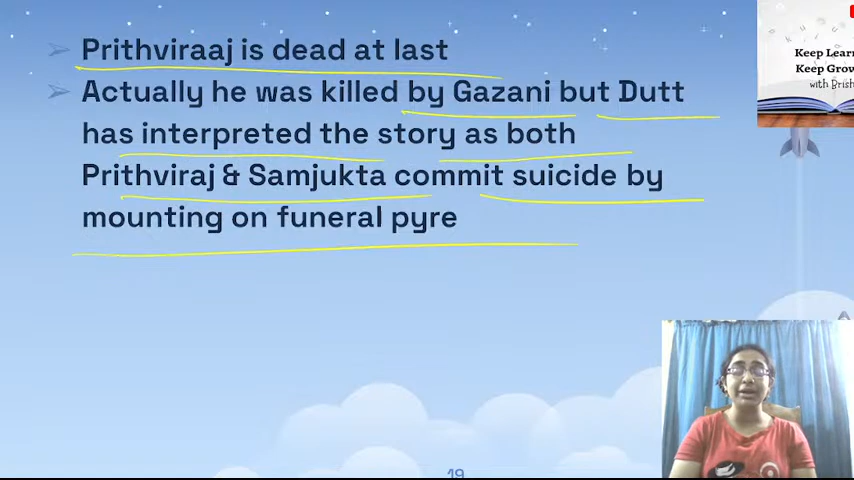 Prithviraaj is dead at last
Actually he was killed by Gazani but Dutt
has interpreted the story as both
Prithviraj & Samjukta commit suicide by
mounting on funeral pyre
Keep Lear
Keep Grow
with Brish
19